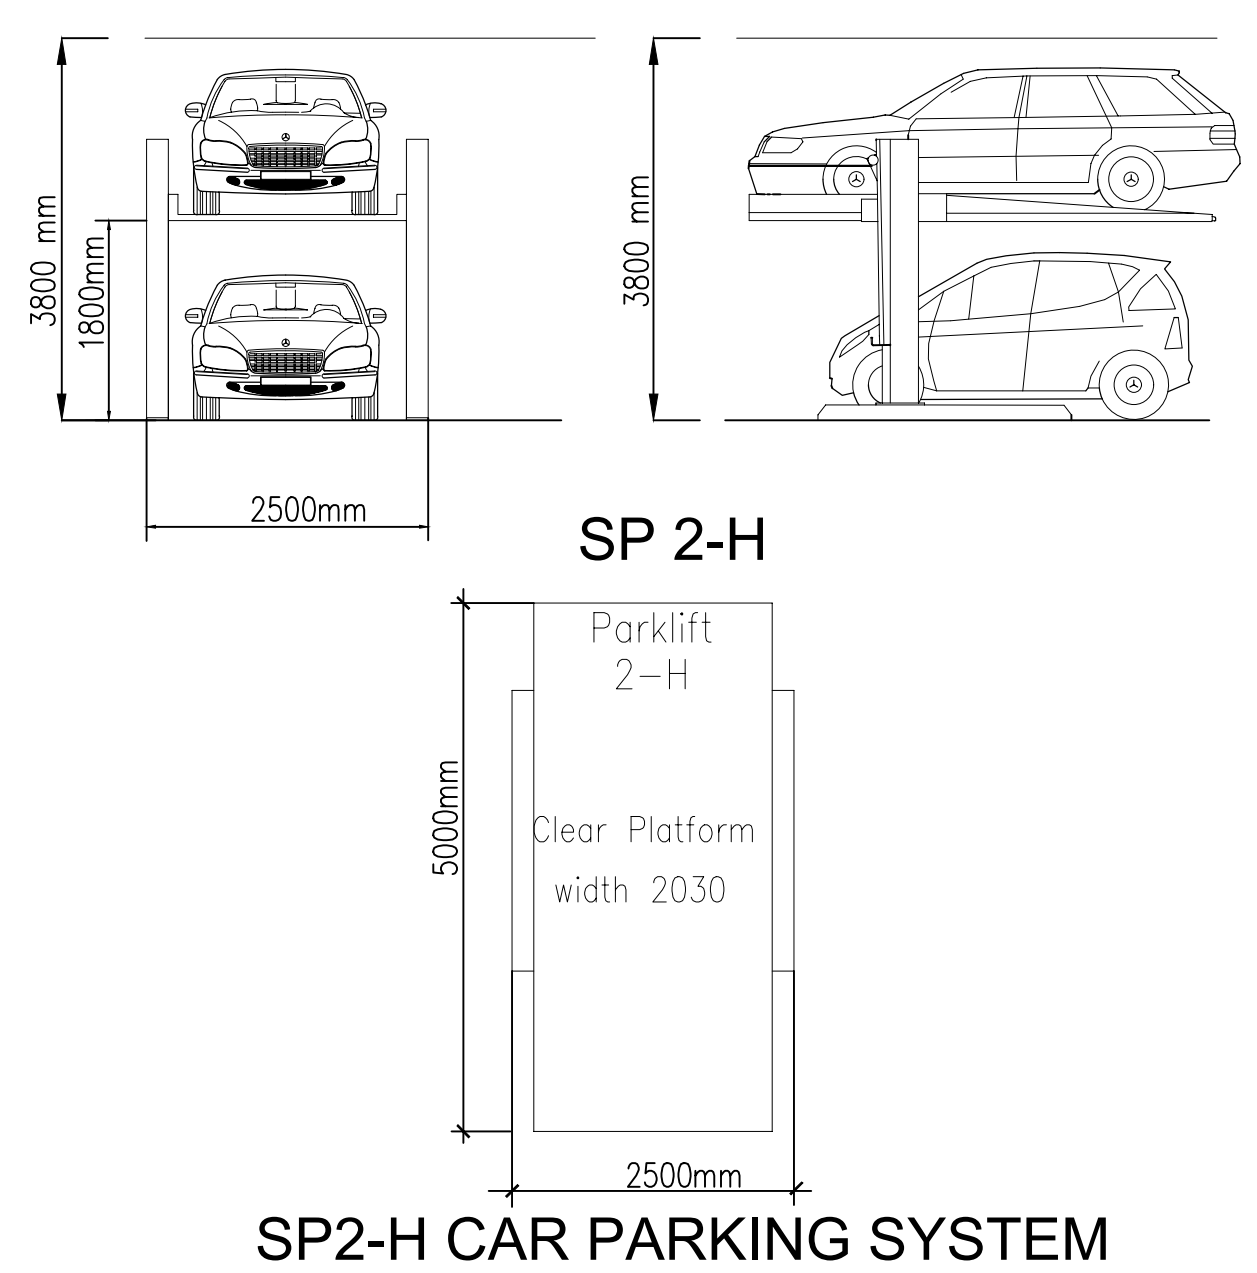 3800 mm
1800mm
2500mm
3800 mm
SP 2-H
Parklift
2-H
5000mm
Clear Platform
width 2030
2500mm
SP2-H CAR PARKING SYSTEM